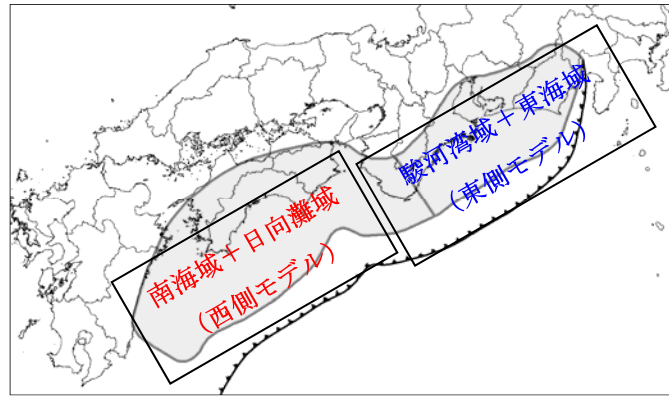 駿河湾域＋東海域
（東側モデル）
南海域＋日向灘域
（西側モデル）